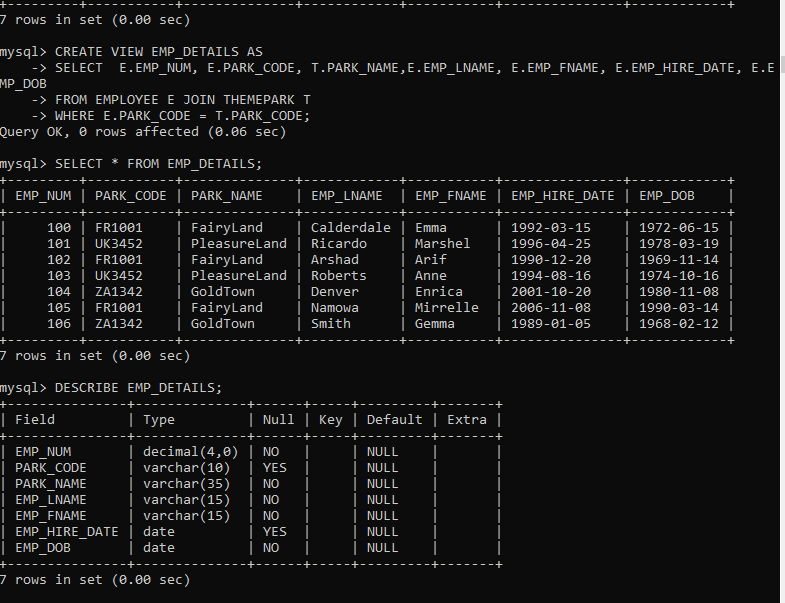 +---------+-----------+--------------+------------+-----------+---------------+------------+
7 rows in set (0.00 sec)
mysql> CREATE VIEW EMP_DETAILS AS
    -> SELECT  E.EMP_NUM, E.PARK_CODE, T.PARK_NAME,E.EMP_LNAME, E.EMP_FNAME, E.EMP_HIRE_DATE, E.E
MP_DOB
    -> FROM EMPLOYEE E JOIN THEMEPARK T
    -> WHERE E.PARK_CODE = T.PARK_CODE;
Query OK, 0 rows affected (0.06 sec)
mysql> SELECT * FROM EMP_DETAILS;
+---------+-----------+--------------+------------+-----------+---------------+------------+
| EMP_NUM | PARK_CODE | PARK_NAME    | EMP_LNAME  | EMP_FNAME | EMP_HIRE_DATE | EMP_DOB    |
+---------+-----------+--------------+------------+-----------+---------------+------------+
|     100 | FR1001    | FairyLand    | Calderdale | Emma      | 1992-03-15    | 1972-06-15 |
|     101 | UK3452    | PleasureLand | Ricardo    | Marshel   | 1996-04-25    | 1978-03-19 |
|     102 | FR1001    | FairyLand    | Arshad     | Arif      | 1990-12-20    | 1969-11-14 |
|     103 | UK3452    | PleasureLand | Roberts    | Anne      | 1994-08-16    | 1974-10-16 |
|     104 | ZA1342    | GoldTown     | Denver     | Enrica    | 2001-10-20    | 1980-11-08 |
|     105 | FR1001    | FairyLand    | Namowa     | Mirrelle  | 2006-11-08    | 1990-03-14 |
|     106 | ZA1342    | GoldTown     | Smith      | Gemma     | 1989-01-05    | 1968-02-12 |
+---------+-----------+--------------+------------+-----------+---------------+------------+
7 rows in set (0.00 sec)
mysql> DESCRIBE EMP_DETAILS;
+---------------+--------------+------+-----+---------+-------+
| Field         | Type         | Null | Key | Default | Extra |
+---------------+--------------+------+-----+---------+-------+
| EMP_NUM       | decimal(4,0) | NO   |     | NULL    |       |
| PARK_CODE     | varchar(10)  | YES  |     | NULL    |       |
| PARK_NAME     | varchar(35)  | NO   |     | NULL    |       |
| EMP_LNAME     | varchar(15)  | NO   |     | NULL    |       |
| EMP_FNAME     | varchar(15)  | NO   |     | NULL    |       |
| EMP_HIRE_DATE | date         | YES  |     | NULL    |       |
| EMP_DOB       | date         | NO   |     | NULL    |       |
+---------------+--------------+------+-----+---------+-------+
7 rows in set (0.00 sec)